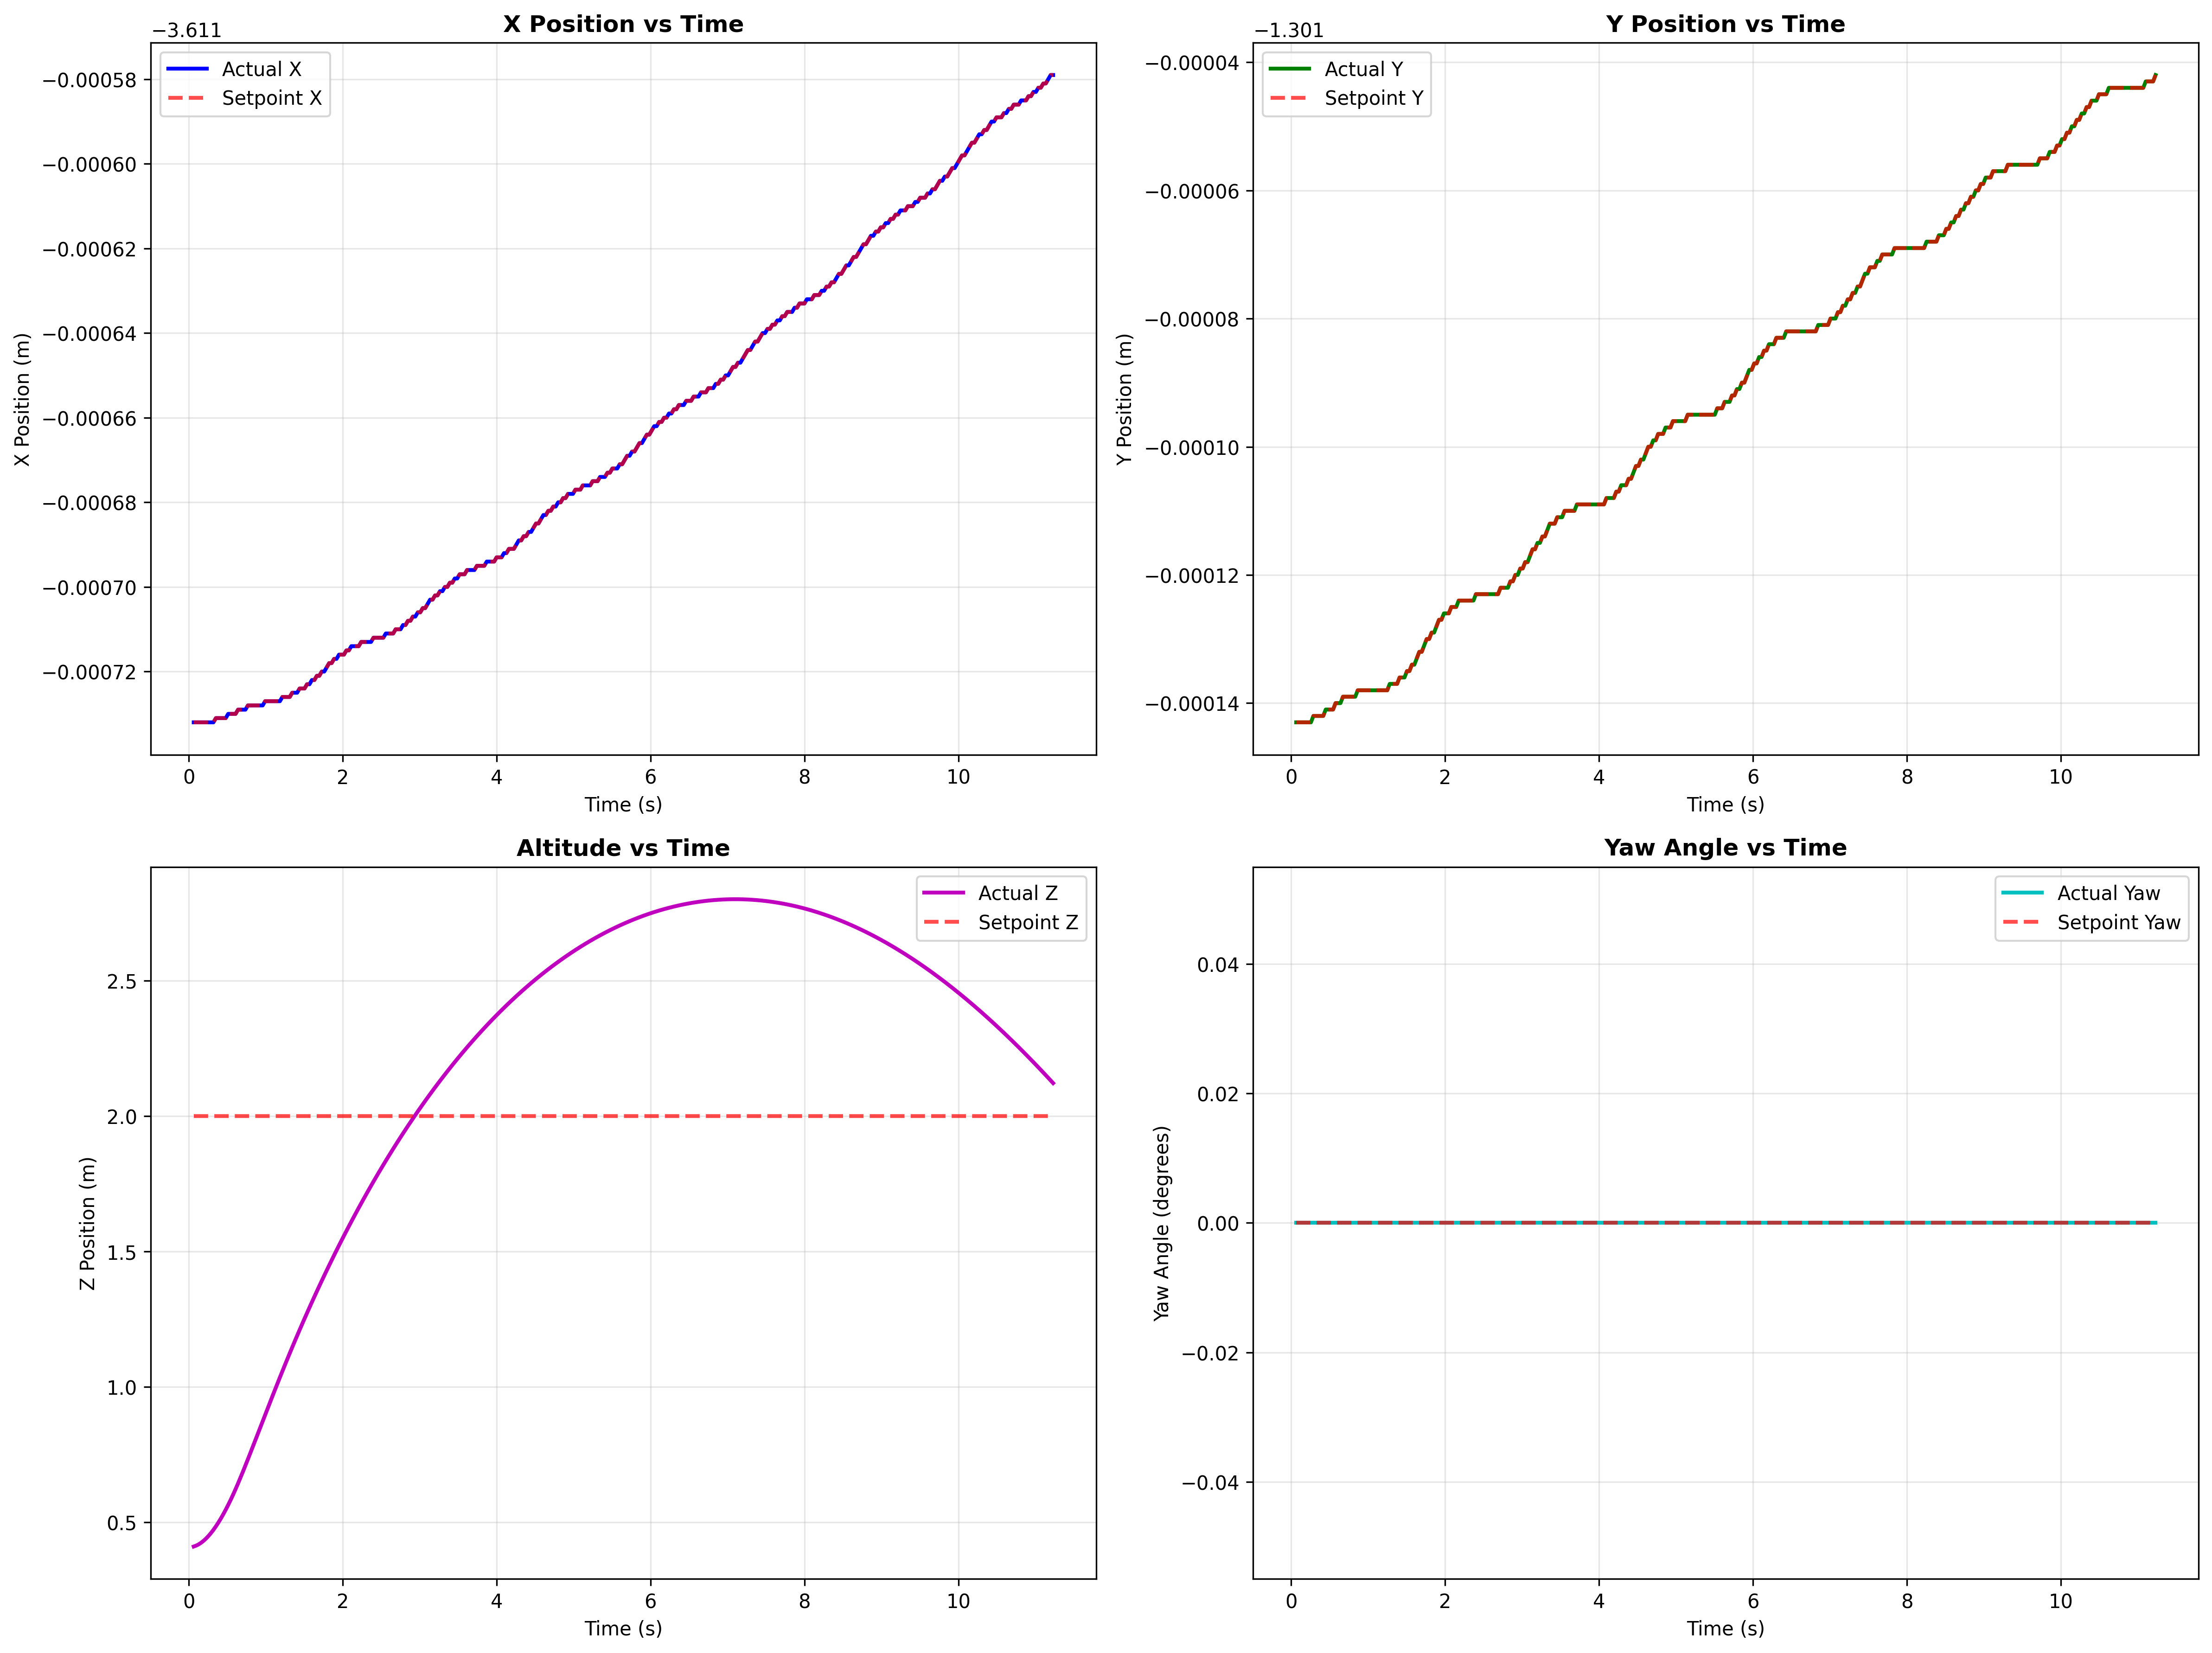 X Position vs Time
−3.611
Actual X
Setpoint X
−0.00058
−0.00060
−0.00062
−0.00064
−0.00066
−0.00068
−0.00070
−0.00072
X Position (m)
0 2 4 6 8 10
Time (s)
Y Position vs Time
−1.301
Actual Y
Setpoint Y
−0.00004
−0.00006
−0.00008
−0.00010
−0.00012
−0.00014
Y Position (m)
0 2 4 6 8 10
Time (s)
Altitude vs Time
Actual Z
Setpoint Z
2.5
2.0
1.5
1.0
0.5
Z Position (m)
0 2 4 6 8 10
Time (s)
Yaw Angle vs Time
Actual Yaw
Setpoint Yaw
0.04
0.02
0.00
−0.02
−0.04
Yaw Angle (degrees)
0 2 4 6 8 10
Time (s)